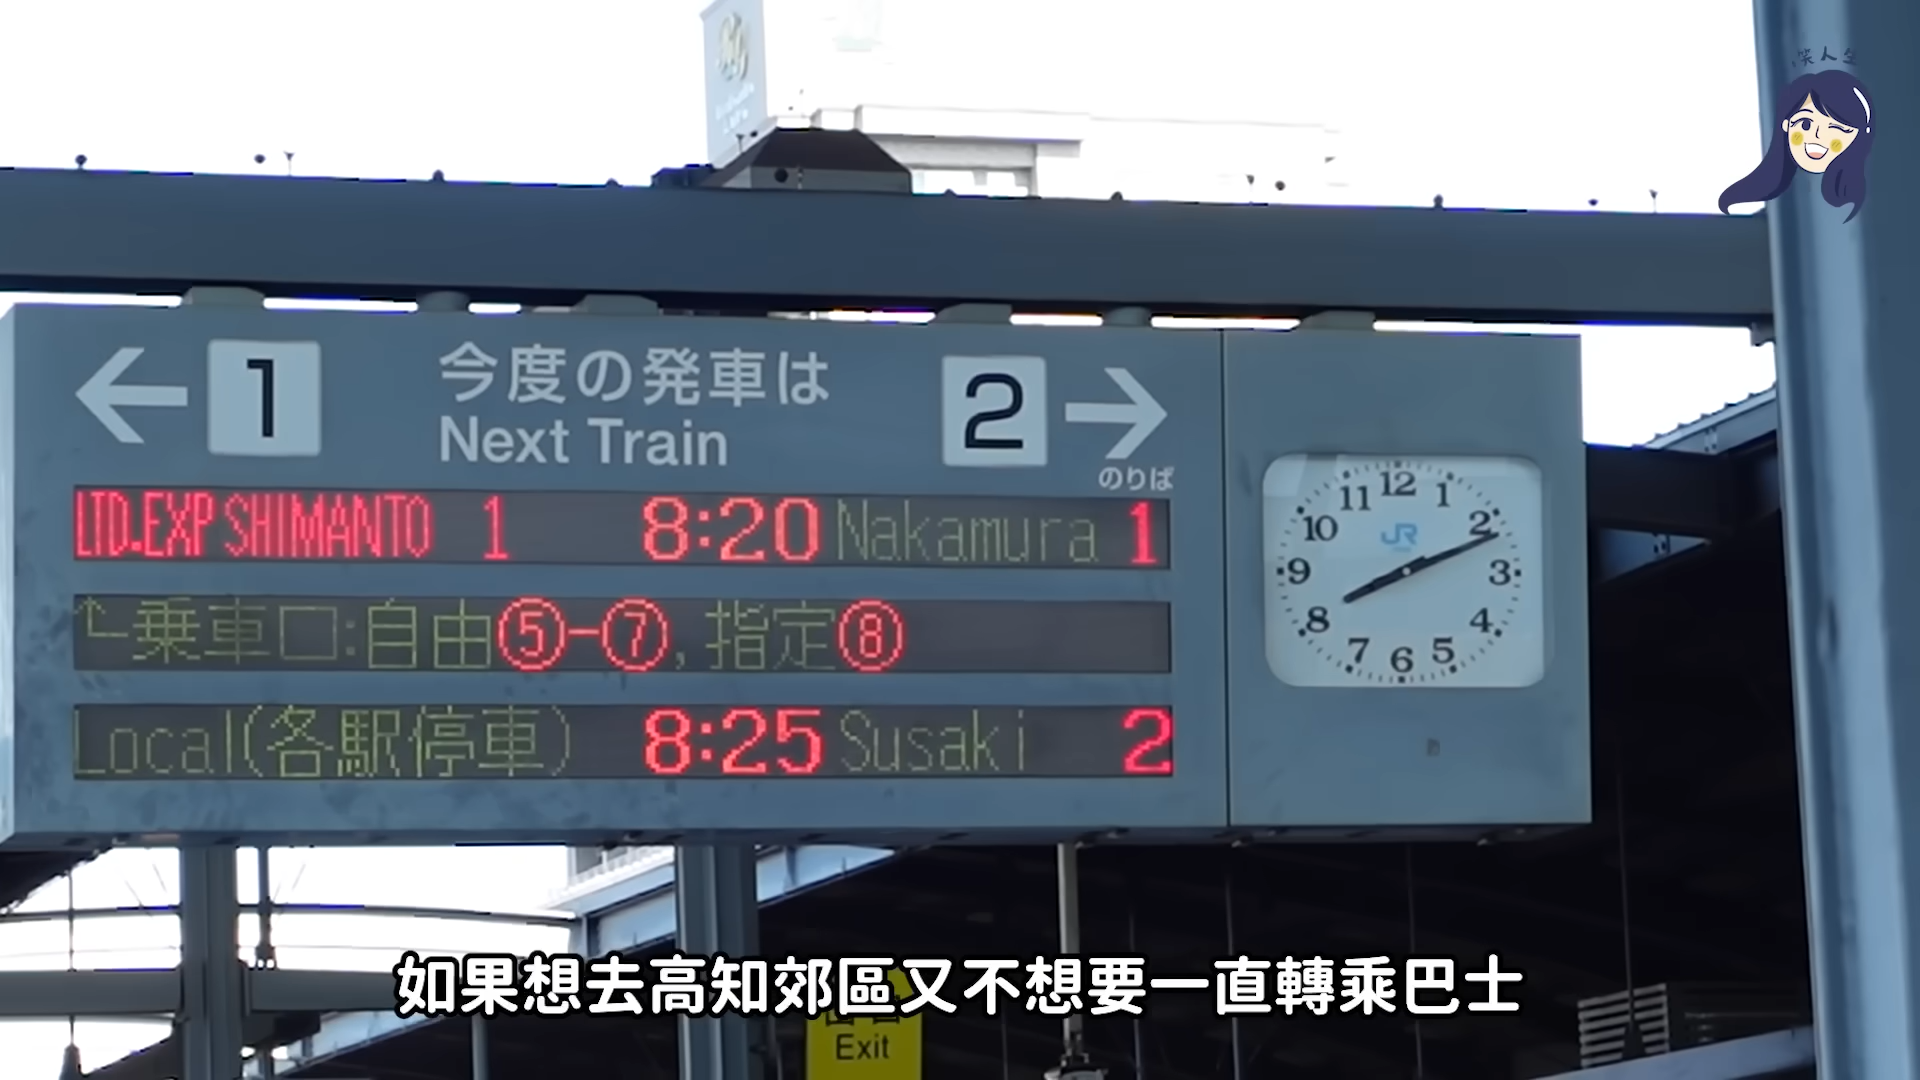 笑人生
1 今度の発車は 2
Next Train
のりば
LTD.EXP SHIMANTO 1 8:20 Nakamura 1
乗車口:自由⑤-⑦,指定⑧
Local(各駅停車) 8:25 Susaki 2
12 1 2 3 4 5 6 7 8 9 10 11
JR
如果想去高知郊區又不想要一直轉乘巴士
Exit